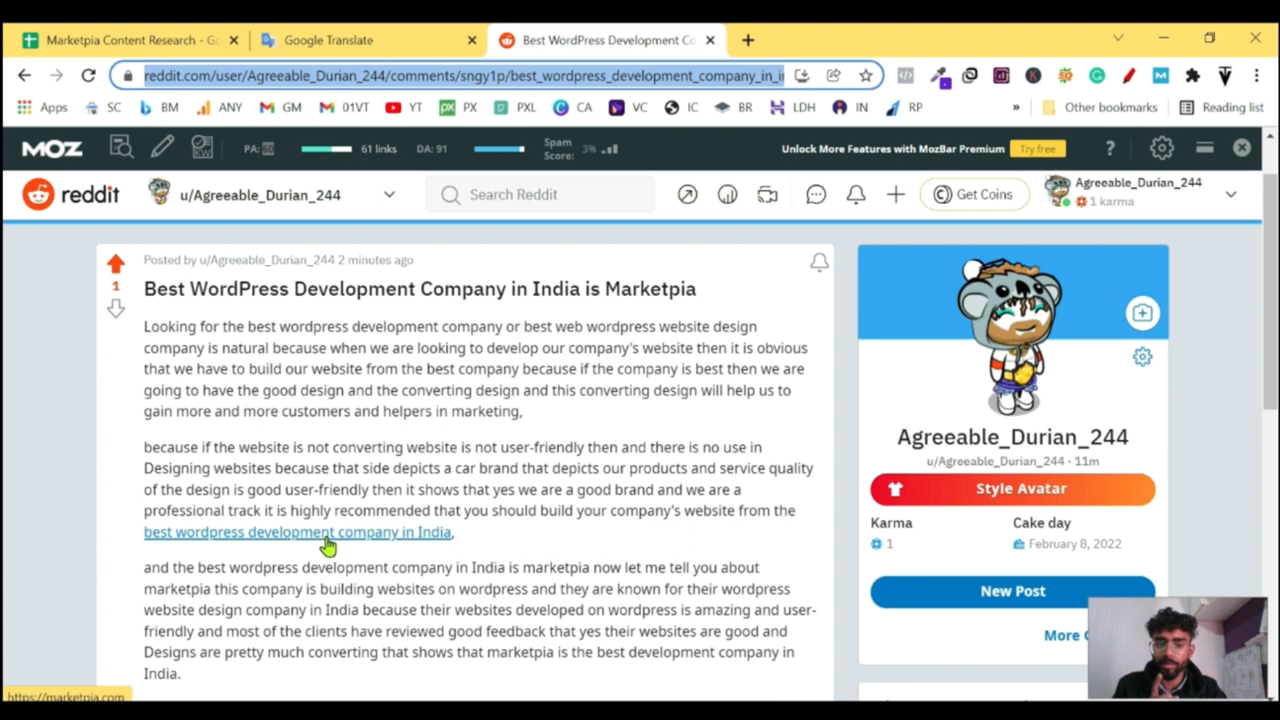 Marketpia Content Research - Go
Google Translate
Best WordPress Development Co
reddit.com/user/Agreeable_Durian_244/comments/sngy1p/best_wordpress_development_company_in_i
Apps SC BM ANY GM 01VT YT PX PXL CA VC IC BR LDH IN RP » Other bookmarks Reading list
MOZ PA: 61 links DA: 91 Spam Score: 3% Unlock More Features with MozBar Premium Try free
reddit u/Agreeable_Durian_244 Search Reddit Get Coins Agreeable_Durian_244
1 karma
Posted by u/Agreeable_Durian_244 2 minutes ago
1
Best WordPress Development Company in India is Marketpia
Looking for the best wordpress development company or best web wordpress website design
company is natural because when we are looking to develop our company's website then it is obvious
that we have to build our website from the best company because if the company is best then we are
going to have the good design and the converting design and this converting design will help us to
gain more and more customers and helpers in marketing,
because if the website is not converting website is not user-friendly then and there is no use in
Designing websites because that side depicts a car brand that depicts our products and service quality
of the design is good user-friendly then it shows that yes we are a good brand and we are a
professional track it is highly recommended that you should build your company's website from the
best wordpress development company in India,
and the best wordpress development company in India is marketpia now let me tell you about
marketpia this company is building websites on wordpress and they are known for their wordpress
website design company in India because their websites developed on wordpress is amazing and user-
friendly and most of the clients have reviewed good feedback that yes their websites are good and
Designs are pretty much converting that shows that marketpia is the best development company in
India.
Agreeable_Durian_244
u/Agreeable_Durian_244 · 11m
Style Avatar
Karma Cake day
1 February 8, 2022
New Post
More
https://marketpia.com